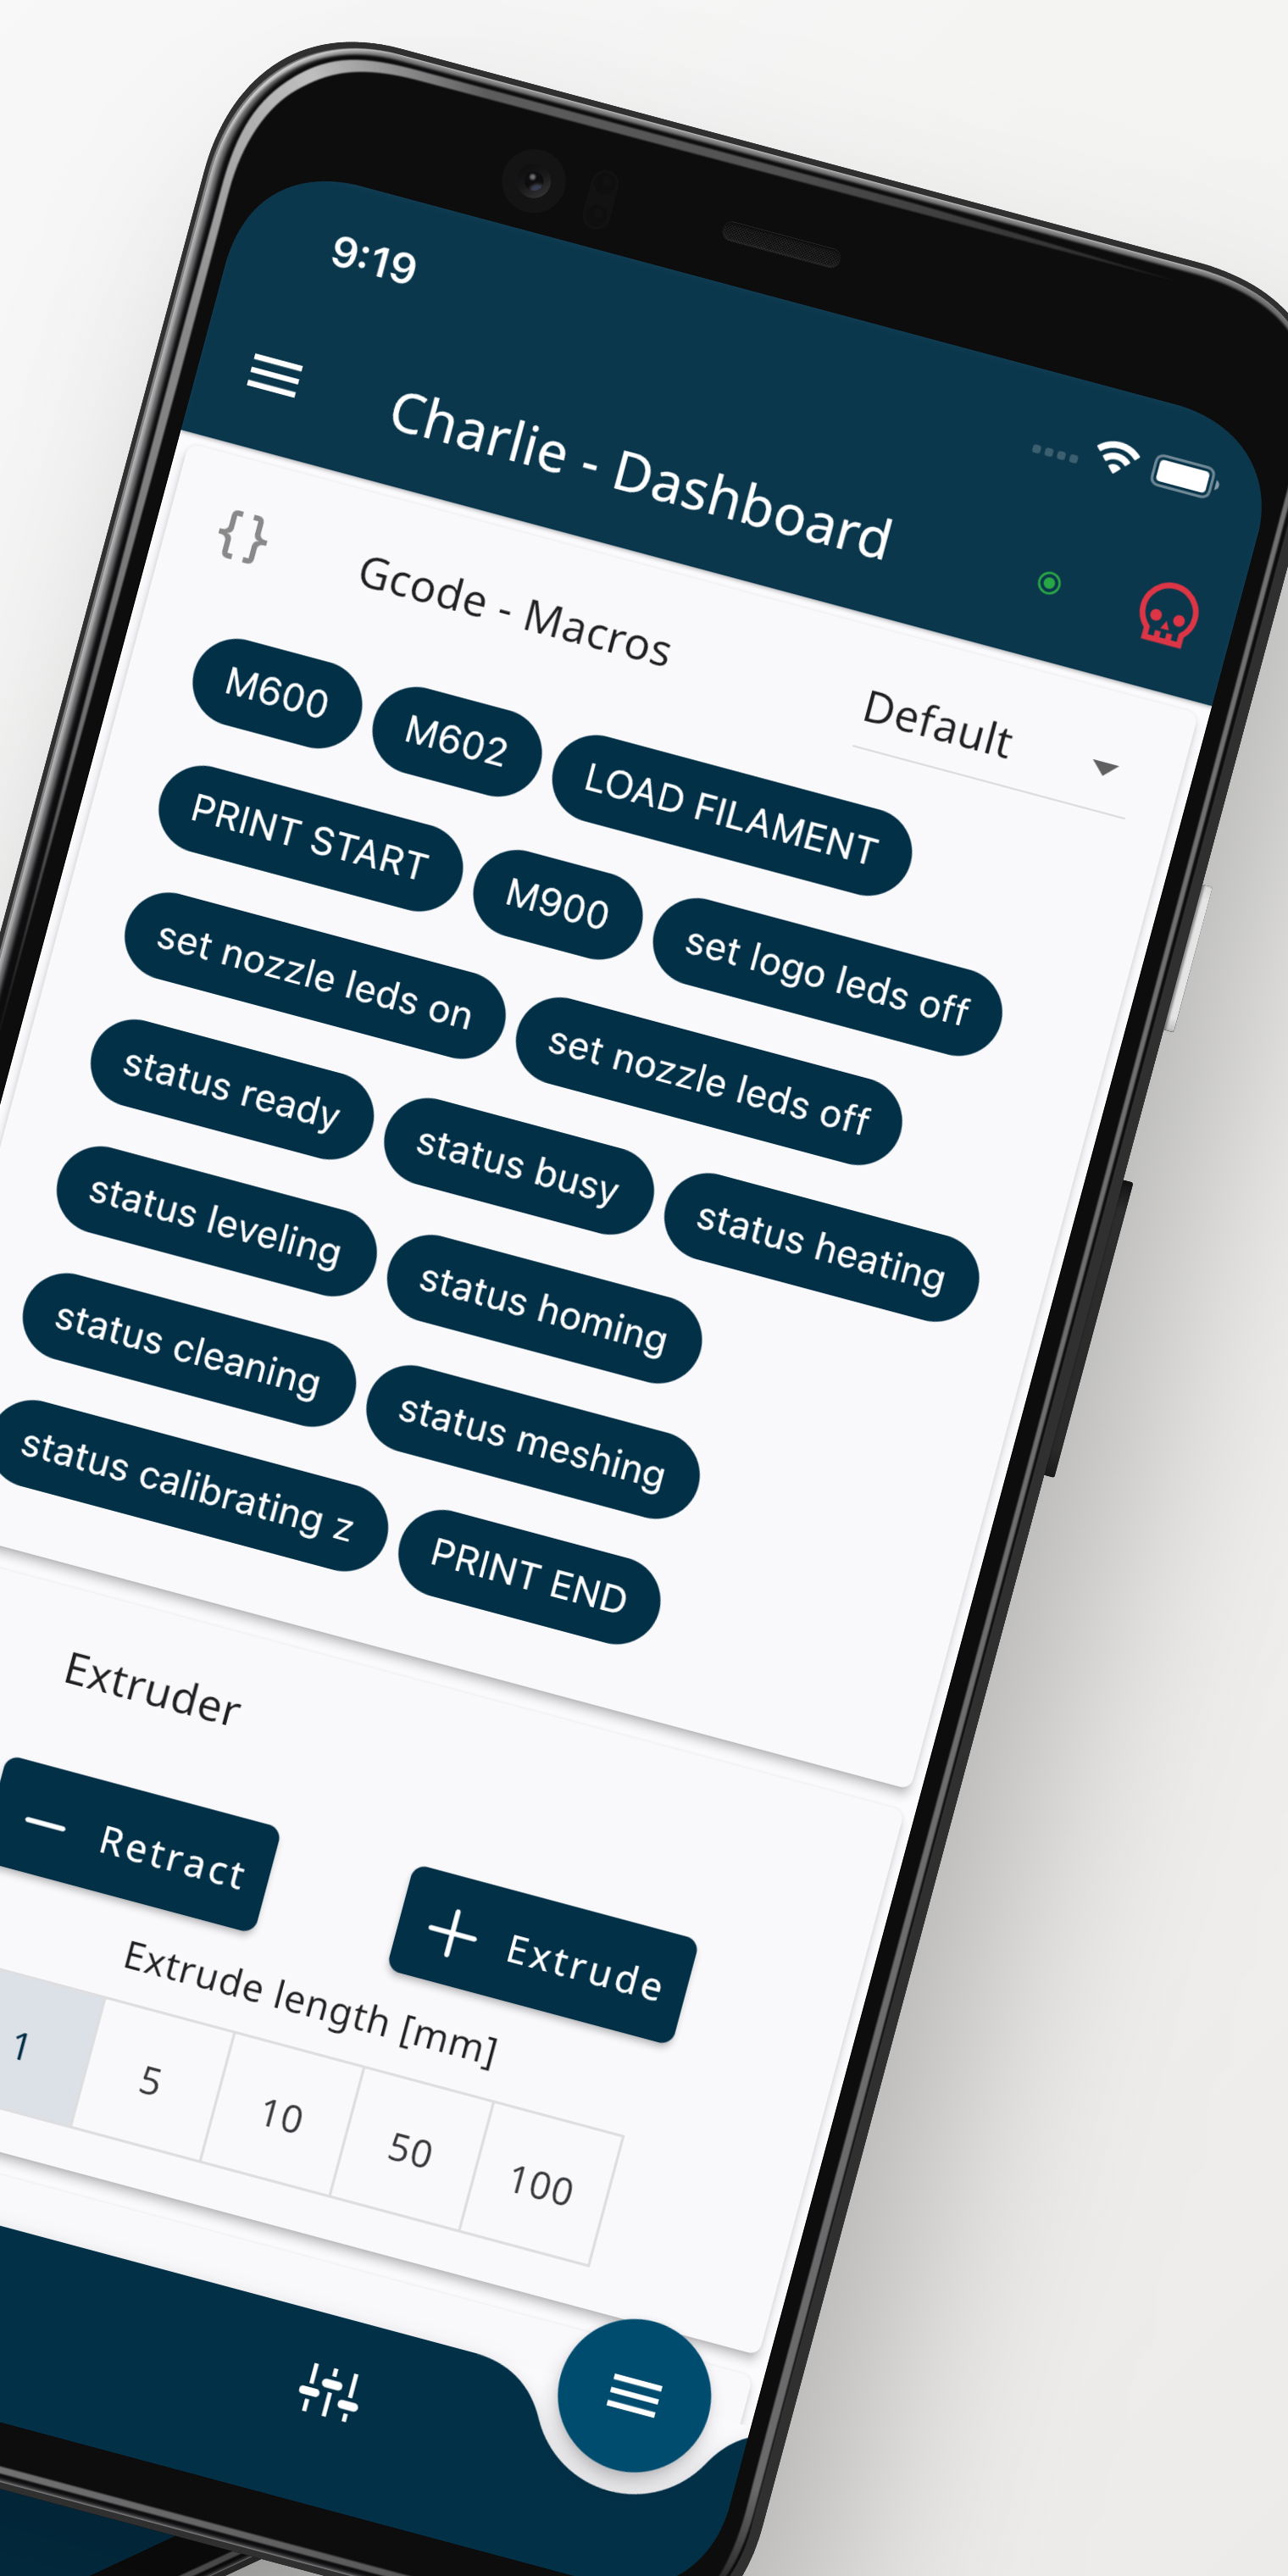 9:19
Charlie - Dashboard
{} Gcode - Macros
Default
M600 M602 LOAD FILAMENT
PRINT START M900 set logo leds off
set nozzle leds on set nozzle leds off
status ready status busy status heating
status leveling status homing
status cleaning status meshing
status calibrating z PRINT END
Extruder
Retract Extrude
Extrude length [mm]
1 5 10 50 100